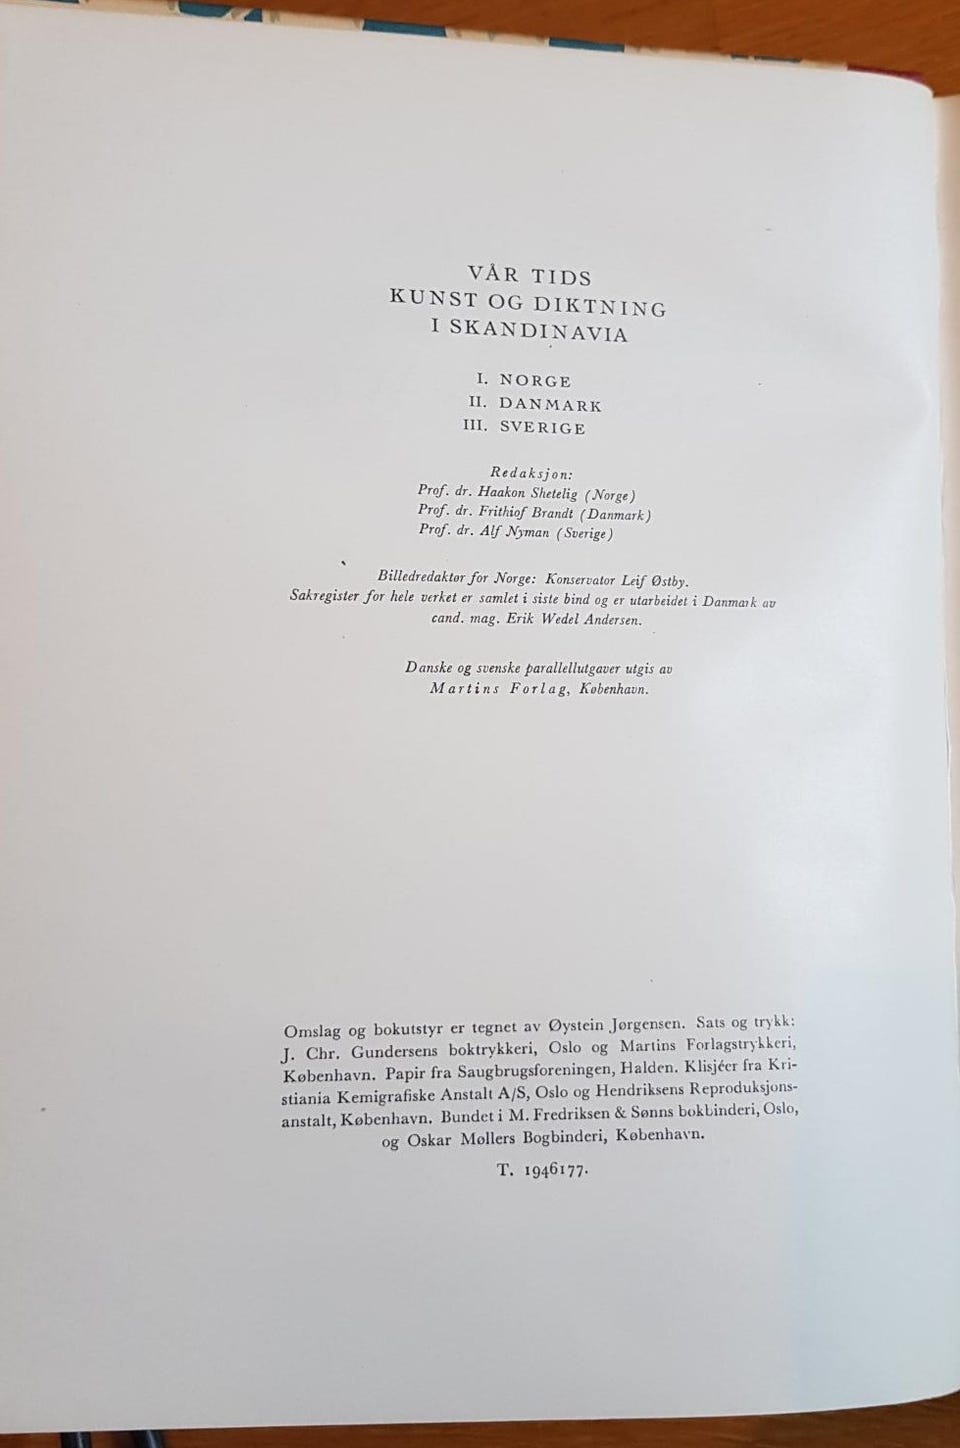 VÅR TIDS
KUNST OG DIKTNING
I SKANDINAVIA
I. NORGE
II. DANMARK
III. SVERIGE
Redaksjon:
Prof. dr. Haakon Shetelig (Norge)
Prof. dr. Frithiof Brandt (Danmark)
Prof. dr. Alf Nyman (Sverige)
Billedredaktør for Norge: Konservator Leif Østby.
Sakregister for hele verket er samlet i siste bind og er utarbeidet i Danmark av
cand. mag. Erik Wedel Andersen.
Danske og svenske parallellutgaver utgis av
Martins Forlag, København.
Omslag og bokutstyr er tegnet av Øystein Jørgensen. Sats og trykk:
J. Chr. Gundersens boktrykkeri, Oslo og Martins Forlagstrykkeri,
København. Papir fra Saugbrugsforeningen, Halden. Klisjéer fra Kri-
stiania Kemigrafiske Anstalt A/S, Oslo og Hendriksens Reproduksjons-
anstalt, København. Bundet i M. Fredriksen & Sønns bokbinderi, Oslo,
og Oskar Møllers Bogbinderi, København.
T. 1946177.